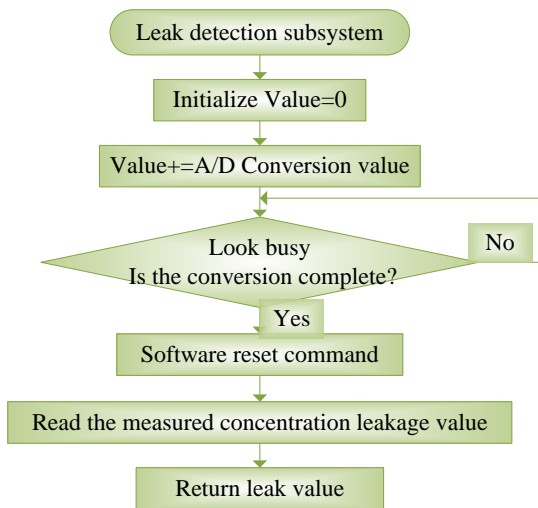 Leak detection subsystem
Initialize Value=0
Value+=A/D Conversion value
Look busy
Is the conversion complete?
No
Yes
Software reset command
Read the measured concentration leakage value
Return leak value